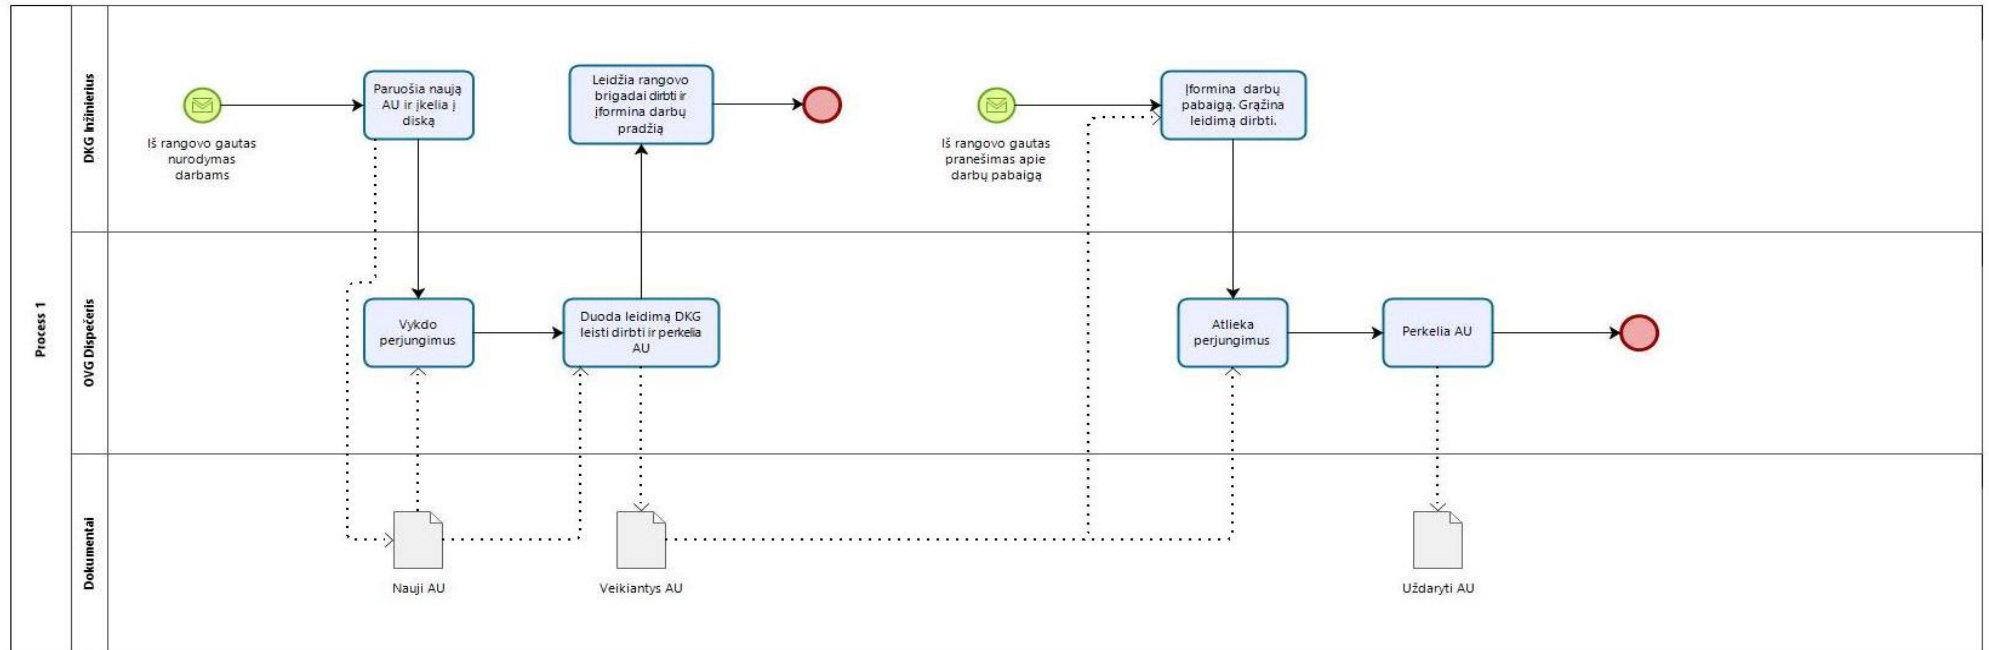 Process 1
DKG Inžinierius
Iš rangovo gautas
nurodymas
darbams
Paruošia naują
AU ir įkelia į
diską
Leidžia rangovo
brigadai dirbti ir
įformina darbų
pradžią
Iš rangovo gautas
pranešimas apie
darbų pabaigą
Įformina darbų
pabaigą. Grąžina
leidimą dirbti.
OVG Dispečeris
Vykdo
perjungimus
Duoda leidimą DKG
leisti dirbti ir perkelia
AU
Atlieka
perjungimus
Perkelia AU
Dokumentai
Nauji AU
Veikiantys AU
Uždaryti AU